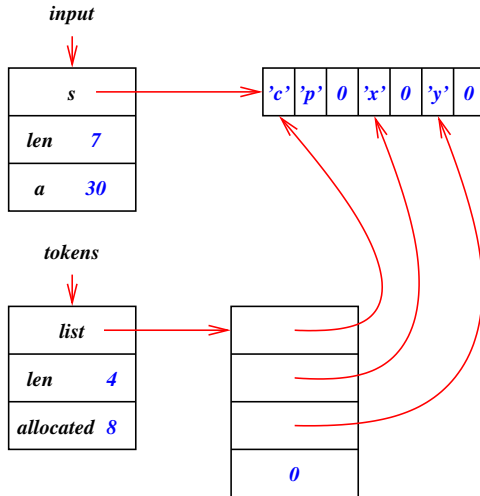 input
s
'c' 'p' 0 'x' 0 'y' 0
len 7
a 30
tokens
list
len 4
allocated 8
0